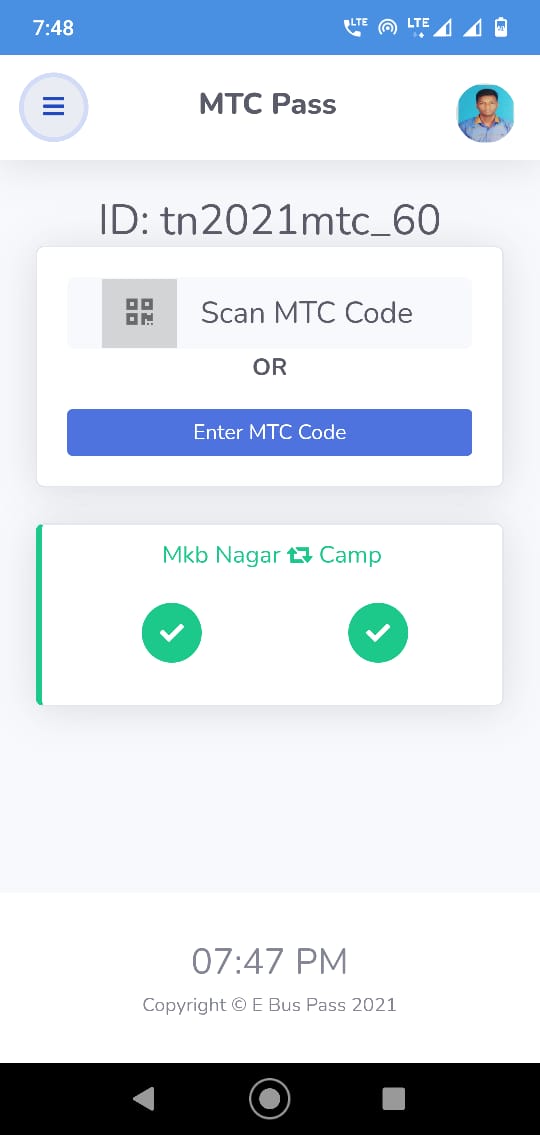 7:48 LTE LTE
MTC Pass
ID: tn2021mtc_60
Scan MTC Code
OR
Enter MTC Code
Mkb Nagar Camp
07:47 PM
Copyright © E Bus Pass 2021